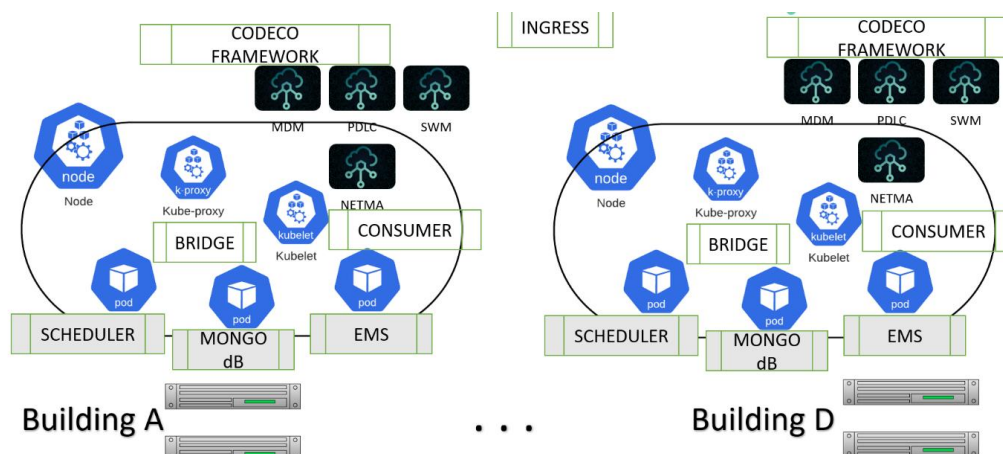 CODECO
FRAMEWORK
INGRESS
CODECO
FRAMEWORK
MDM
PDLC
SWM
MDM
PDLC
SWM
node
Node
k-proxy
Kube-proxy
NETMA
kubelet
Kubelet
BRIDGE
CONSUMER
pod
pod
pod
SCHEDULER
MONGO
dB
EMS
node
Node
k-proxy
Kube-proxy
NETMA
kubelet
Kubelet
BRIDGE
CONSUMER
pod
pod
pod
SCHEDULER
MONGO
dB
EMS
Building A
. . .
Building D